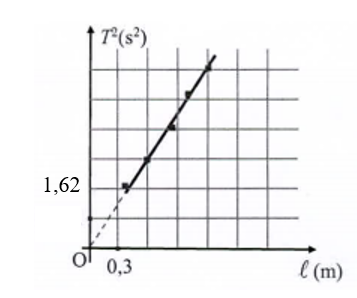 T²(s²)
1,62
O
0,3
ℓ (m)